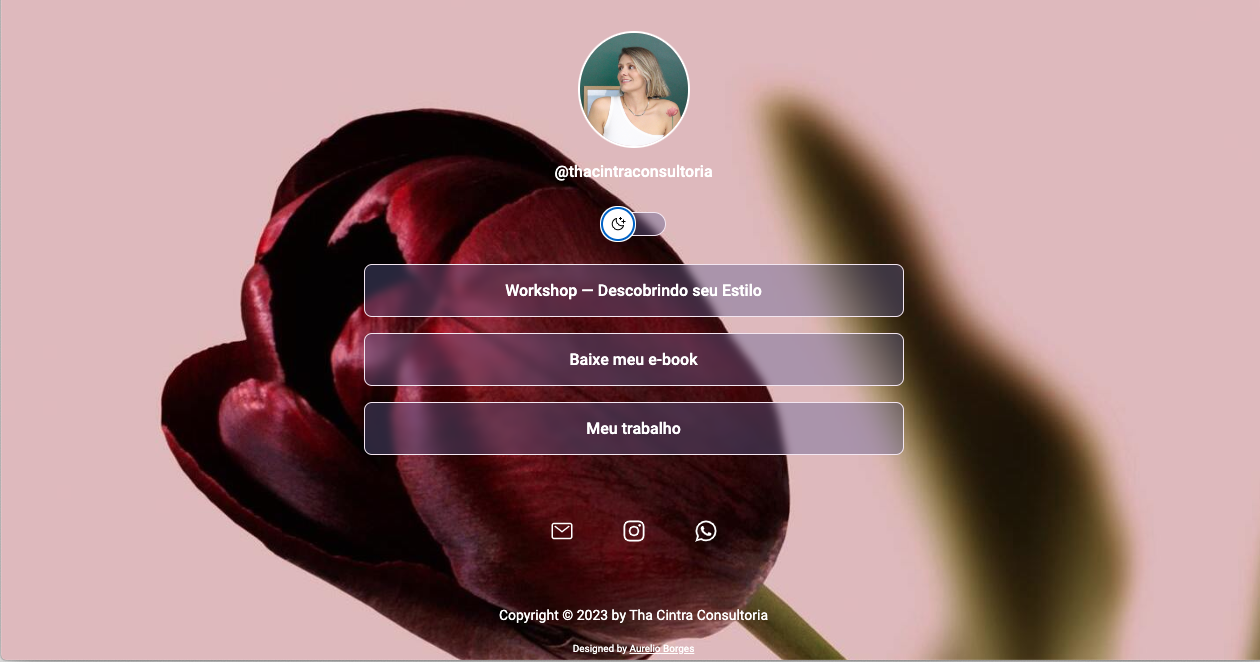 @thacintraconsultoria
Workshop — Descobrindo seu Estilo
Baixe meu e-book
Meu trabalho
Copyright © 2023 by Tha Cintra Consultoria
Designed by Aurelio Borges